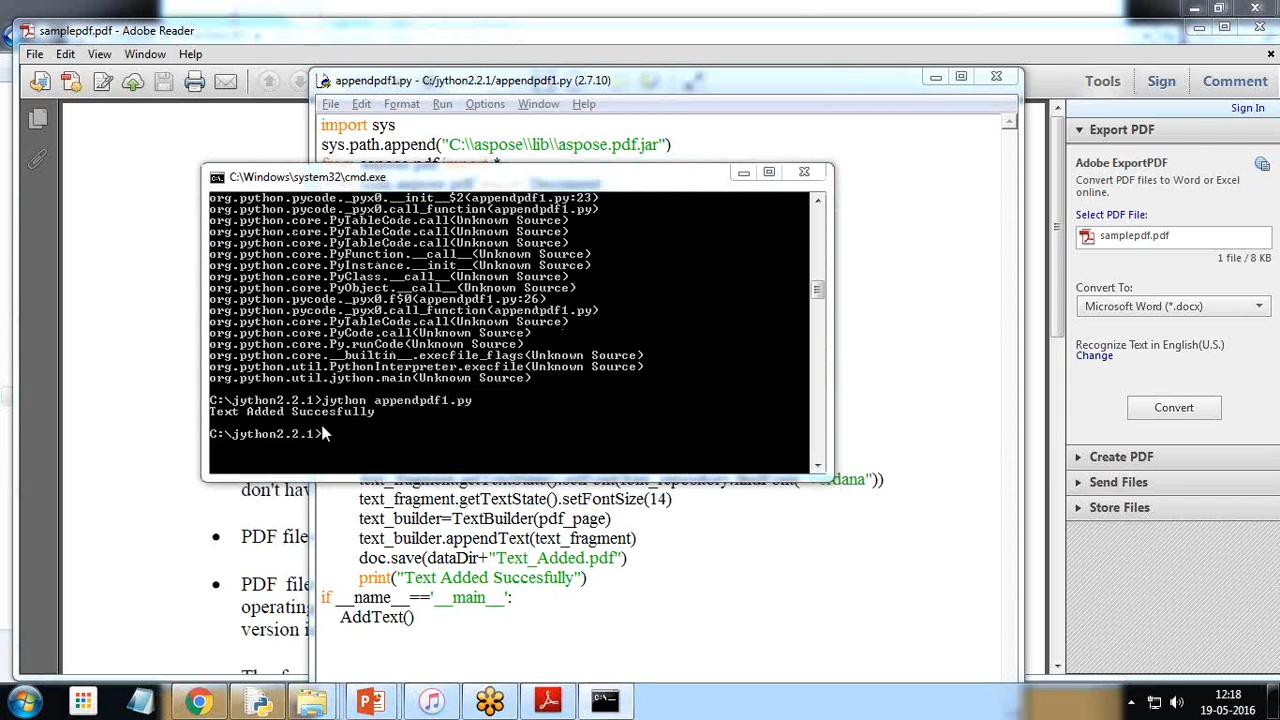 samplepdf.pdf - Adobe Reader
File Edit View Window Help
Tools Sign Comment
Sign In
Export PDF
Adobe ExportPDF
Convert PDF files to Word or Excel
online.
Select PDF File:
samplepdf.pdf
1 file / 8 KB
Convert To:
Microsoft Word (*.docx)
Recognize Text in English(U.S.)
Change
Convert
Create PDF
Send Files
Store Files
appendpdf1.py - C:/jython2.2.1/appendpdf1.py (2.7.10)
File Edit Format Run Options Window Help
import sys
sys.path.append("C:\\aspose\\lib\\aspose.pdf.jar")
C:\Windows\system32\cmd.exe
org.python.pycode._pyx0.__init__$2(appendpdf1.py:23)
org.python.pycode._pyx0.call_function(appendpdf1.py)
org.python.core.PyTableCode.call(Unknown Source)
org.python.core.PyTableCode.call(Unknown Source)
org.python.core.PyTableCode.call(Unknown Source)
org.python.core.PyFunction.__call__(Unknown Source)
org.python.core.PyInstance.__init__(Unknown Source)
org.python.core.PyClass.__call__(Unknown Source)
org.python.core.PyObject.__call__(Unknown Source)
org.python.pycode._pyx0.f$0(appendpdf1.py:26)
org.python.pycode._pyx0.call_function(appendpdf1.py)
org.python.core.PyTableCode.call(Unknown Source)
org.python.core.PyCode.call(Unknown Source)
org.python.core.Py.runCode(Unknown Source)
org.python.core.__builtin__.execfile_flags(Unknown Source)
org.python.util.PythonInterpreter.execfile(Unknown Source)
org.python.util.jython.main(Unknown Source)
C:\jython2.2.1>jython appendpdf1.py
Text Added Succesfully
C:\jython2.2.1>
text_fragment.getTextState().setFontSize(14)
text_builder=TextBuilder(pdf_page)
text_builder.appendText(text_fragment)
doc.save(dataDir+"Text_Added.pdf")
print("Text Added Succesfully")
if __name__=='__main__':
AddText()
don't hav
• PDF file
• PDF file
operating
version i
12:18
19-05-2016